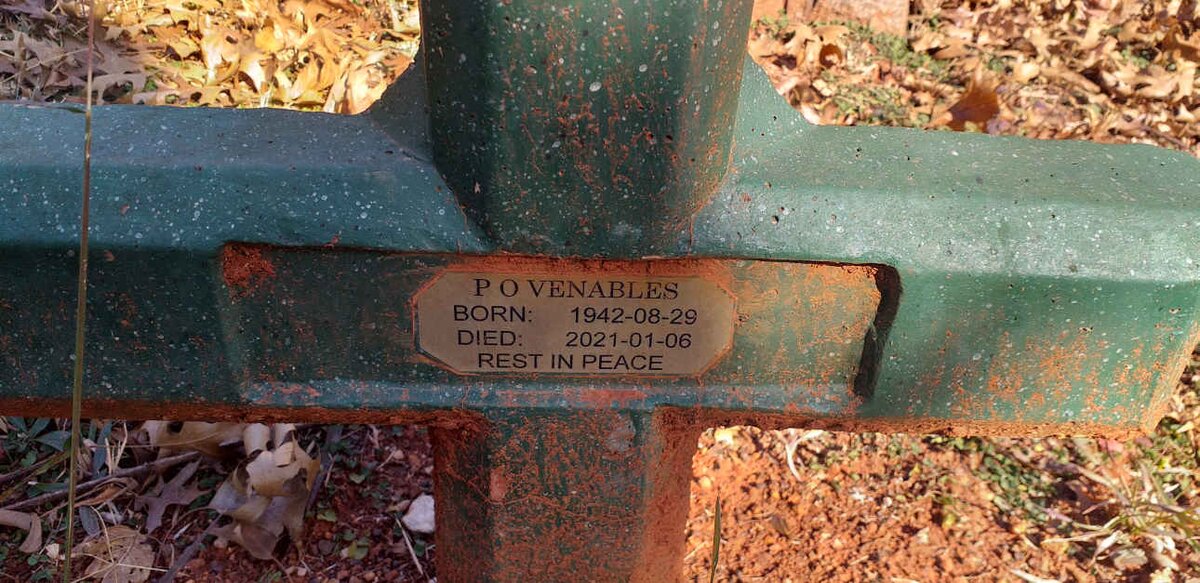 P O VENABLES
BORN: 1942-08-29
DIED: 2021-01-06
REST IN PEACE